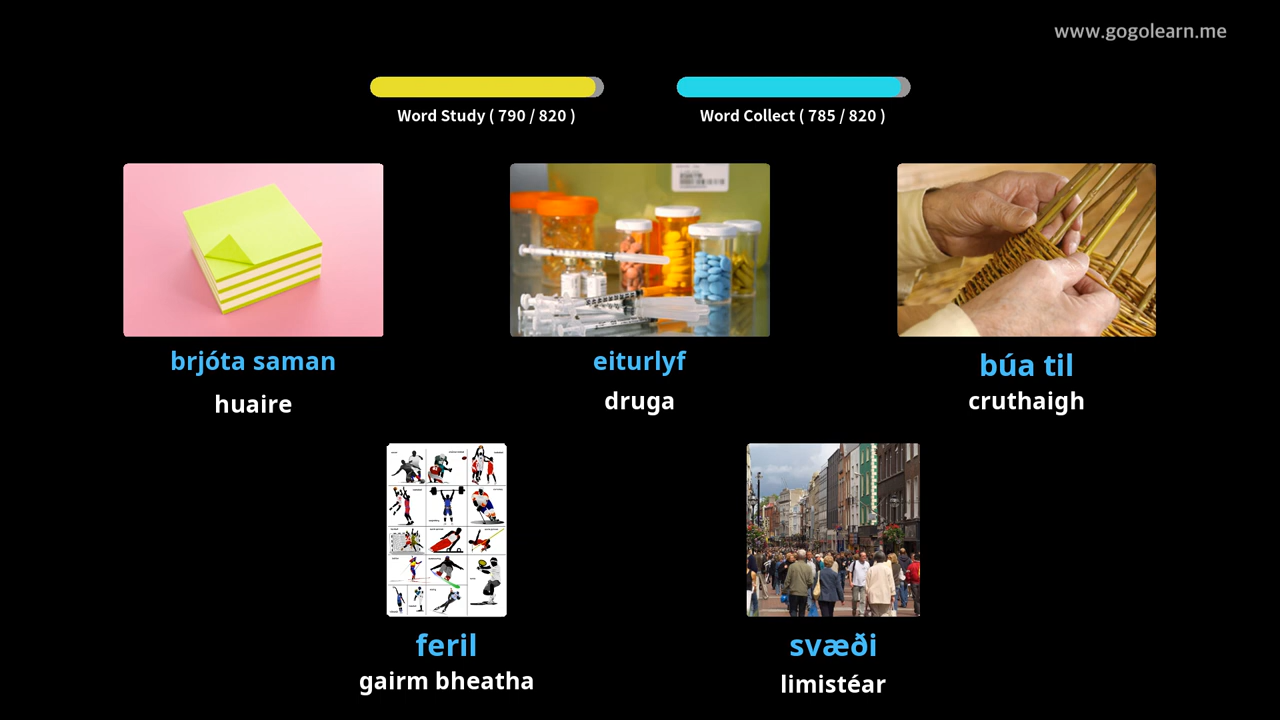 www.gogolearn.me
Word Study ( 790 / 820 )
Word Collect ( 785 / 820 )
brjóta saman
eiturlyf
búa til
huaire
druga
cruthaigh
feril
svæði
gairm bheatha
limistéar